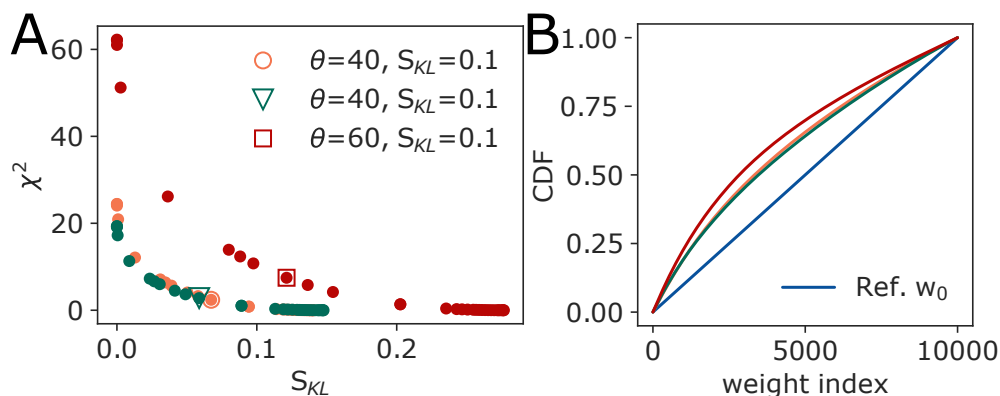 A
60
40
20
0
χ²
0.0
0.1
0.2
S_KL
θ=40, S_KL=0.1
θ=40, S_KL=0.1
θ=60, S_KL=0.1
B
1.00
0.75
0.50
0.25
0.00
CDF
Ref. w₀
0
5000
10000
weight index